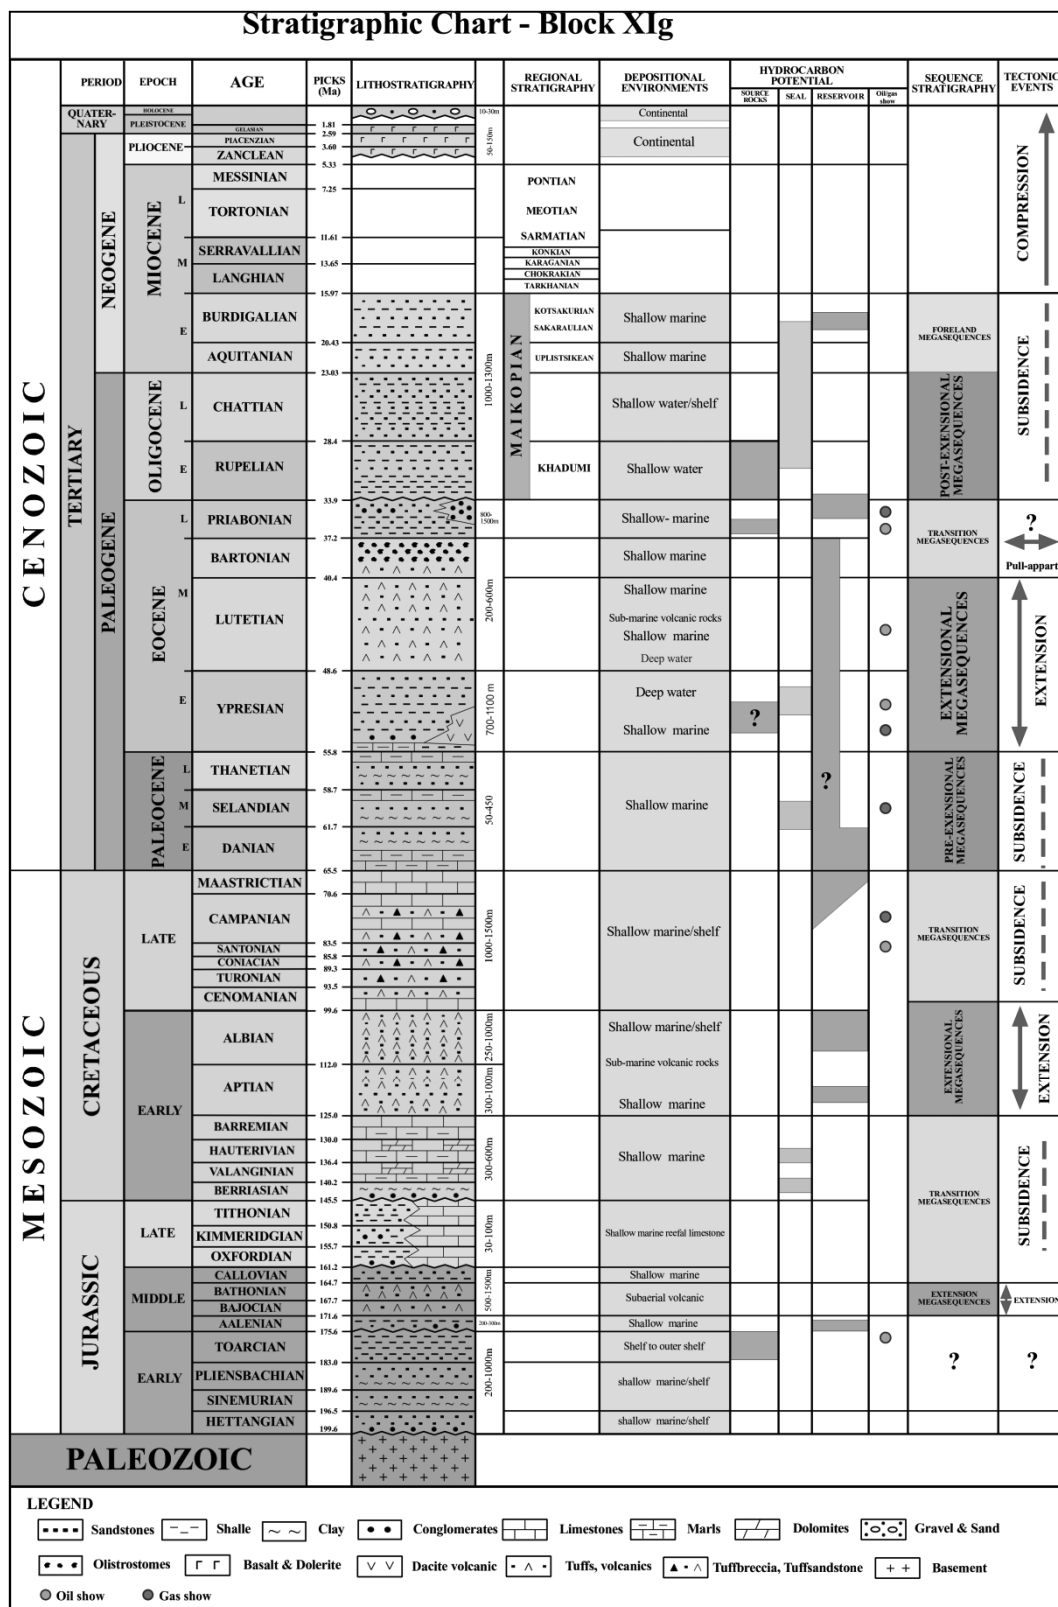 Stratigraphic Chart - Block XIg
PERIOD
EPOCH
AGE
PICKS (Ma)
LITHOSTRATIGRAPHY
REGIONAL STRATIGRAPHY
DEPOSITIONAL ENVIRONMENTS
HYDROCARBON POTENTIAL
SOURCE ROCKS
SEAL
RESERVOIR
Oil/gas show
SEQUENCE STRATIGRAPHY
TECTONIC EVENTS
CENOZOIC
MESOZOIC
QUATER-
NARY
TERTIARY
NEOGENE
PALEOGENE
CRETACEOUS
JURASSIC
HOLOCENE
PLEISTOCENE
PLIOCENE
MIOCENE
L
M
E
OLIGOCENE
L
E
EOCENE
L
M
E
PALEOCENE
L
M
E
LATE
EARLY
LATE
MIDDLE
EARLY
GELASIAN
PIACENZIAN
ZANCLEAN
MESSINIAN
TORTONIAN
SERRAVALLIAN
LANGHIAN
BURDIGALIAN
AQUITANIAN
CHATTIAN
RUPELIAN
PRIABONIAN
BARTONIAN
LUTETIAN
YPRESIAN
THANETIAN
SELANDIAN
DANIAN
MAASTRICTIAN
CAMPANIAN
SANTONIAN
CONIACIAN
TURONIAN
CENOMANIAN
ALBIAN
APTIAN
BARREMIAN
HAUTERIVIAN
VALANGINIAN
BERRIASIAN
TITHONIAN
KIMMERIDGIAN
OXFORDIAN
CALLOVIAN
BATHONIAN
BAJOCIAN
AALENIAN
TOARCIAN
PLIENSBACHIAN
SINEMURIAN
HETTANGIAN
PALEOZOIC
1.81
2.59
3.60
5.33
7.25
11.61
13.65
15.97
20.43
23.03
28.4
33.9
37.2
40.4
48.6
55.8
58.7
61.7
65.5
70.6
83.5
85.8
89.3
93.5
99.6
112.0
125.0
130.0
136.4
140.2
145.5
150.8
155.7
161.2
164.7
167.7
171.6
175.6
183.0
189.6
196.5
199.6
10-30m
50-150m
1000-1300m
800-1500m
200-600m
700-1100 m
50-450
1000-1500m
250-1000m
300-1000m
300-600m
30-100m
500-1500m
200-1000m
PONTIAN
MEOTIAN
SARMATIAN
KONKIAN
KARAGANIAN
CHOKRAKIAN
TARKHANIAN
MAIKOPIAN
KOTSAKURIAN
SAKARAULIAN
UPLISTSIKEAN
KHADUMI
Continental
Continental
Shallow marine
Shallow marine
Shallow water/shelf
Shallow water
Shallow- marine
Shallow marine
Shallow marine
Sub-marine volcanic rocks
Shallow marine
Deep water
Deep water
Shallow marine
Shallow marine
Shallow marine/shelf
Shallow marine/shelf
Sub-marine volcanic rocks
Shallow marine
Shallow marine
Shallow marine reefal limestone
Shallow marine
Subaerial volcanic
Shallow marine
Shelf to outer shelf
shallow marine/shelf
shallow marine/shelf
?
?
FORELAND MEGASEQUENCES
POST-EXENSIONAL MEGASEQUENCES
TRANSITION MEGASEQUENCES
EXTENSIONAL MEGASEQUENCES
PRE-EXENSIONAL MEGASEQUENCES
TRANSITION MEGASEQUENCES
EXTENSIONAL MEGASEQUENCES
TRANSITION MEGASEQUENCES
EXTENSION MEGASEQUENCES
?
COMPRESSION
SUBSIDENCE
?
Pull-appart
EXTENSION
SUBSIDENCE
SUBSIDENCE
EXTENSION
SUBSIDENCE
EXTENSION
?
LEGEND
Sandstones
Shalle
Clay
Conglomerates
Limestones
Marls
Dolomites
Gravel & Sand
Olistrostomes
Basalt & Dolerite
Dacite volcanic
Tuffs, volcanics
Tuffbreccia, Tuffsandstone
Basement
Oil show
Gas show